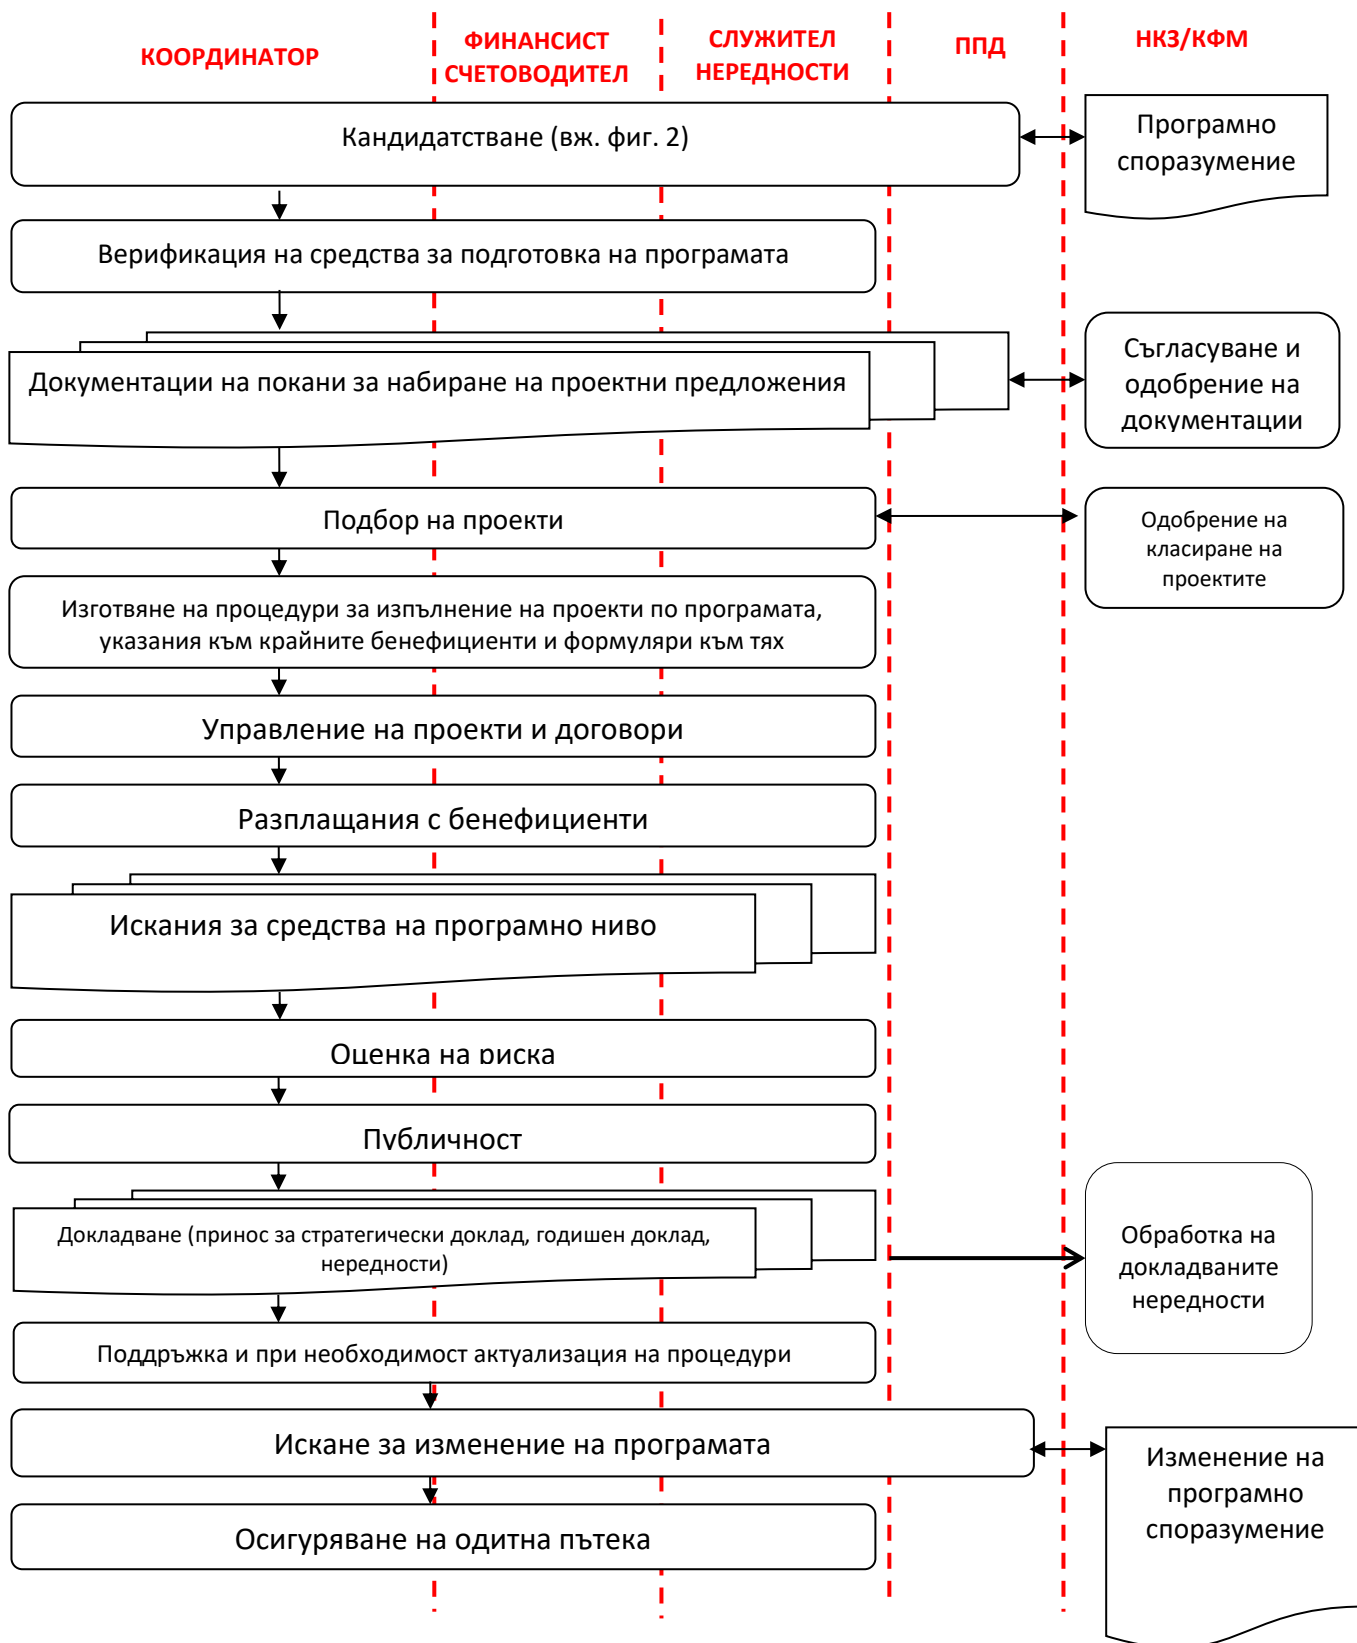 КООРДИНАТОР
ФИНАНСИСТ
СЧЕТОВОДИТЕЛ
СЛУЖИТЕЛ
НЕРЕДНОСТИ
ППД
НКЗ/КФМ
Кандидатстване (вж. фиг. 2)
Програмно
споразумение
Верификация на средства за подготовка на програмата
Документации на покани за набиране на проектни предложения
Съгласуване и
одобрение на
документации
Подбор на проекти
Одобрение на
класиране на
проектите
Изготвяне на процедури за изпълнение на проекти по програмата,
указания към крайните бенефициенти и формуляри към тях
Управление на проекти и договори
Разплащания с бенефициенти
Искания за средства на програмно ниво
Оценка на риска
Публичност
Докладване (принос за стратегически доклад, годишен доклад,
нередности)
Обработка на
докладваните
нередности
Поддръжка и при необходимост актуализация на процедури
Искане за изменение на програмата
Изменение на
програмно
споразумение
Осигуряване на одитна пътека